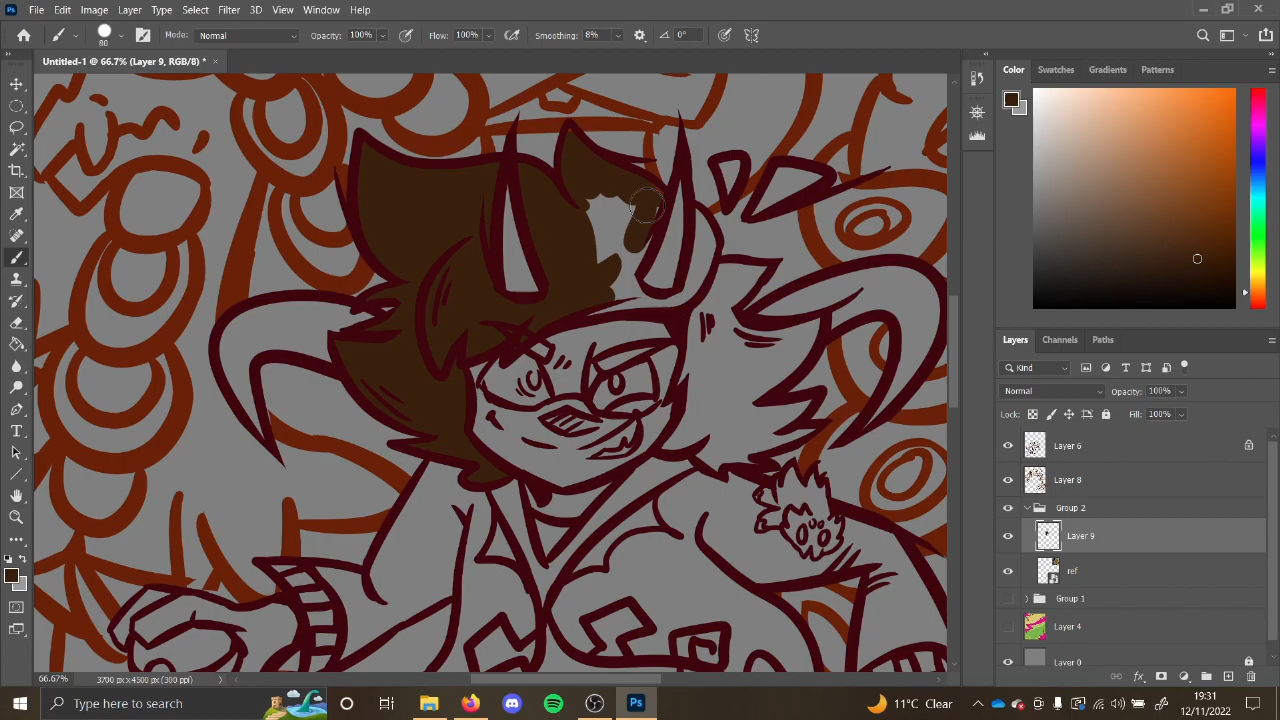 Ps File Edit Image Layer Type Select Filter 3D View Window Help
80 Mode: Normal Opacity: 100% Flow: 100% Smoothing: 8% 0°
Untitled-1 @ 66.7% (Layer 9, RGB/8) * ×
Color Swatches Gradients Patterns
Layers Channels Paths
Kind
Normal Opacity: 100%
Lock: Fill: 100%
Layer 6
Layer 8
Group 2
Layer 9
ref
Group 1
Layer 4
Layer 0
66.67% 3700 px x 4500 px (300 ppi)
fx
Type here to search Ps 11°C Clear 19:31
12/11/2022